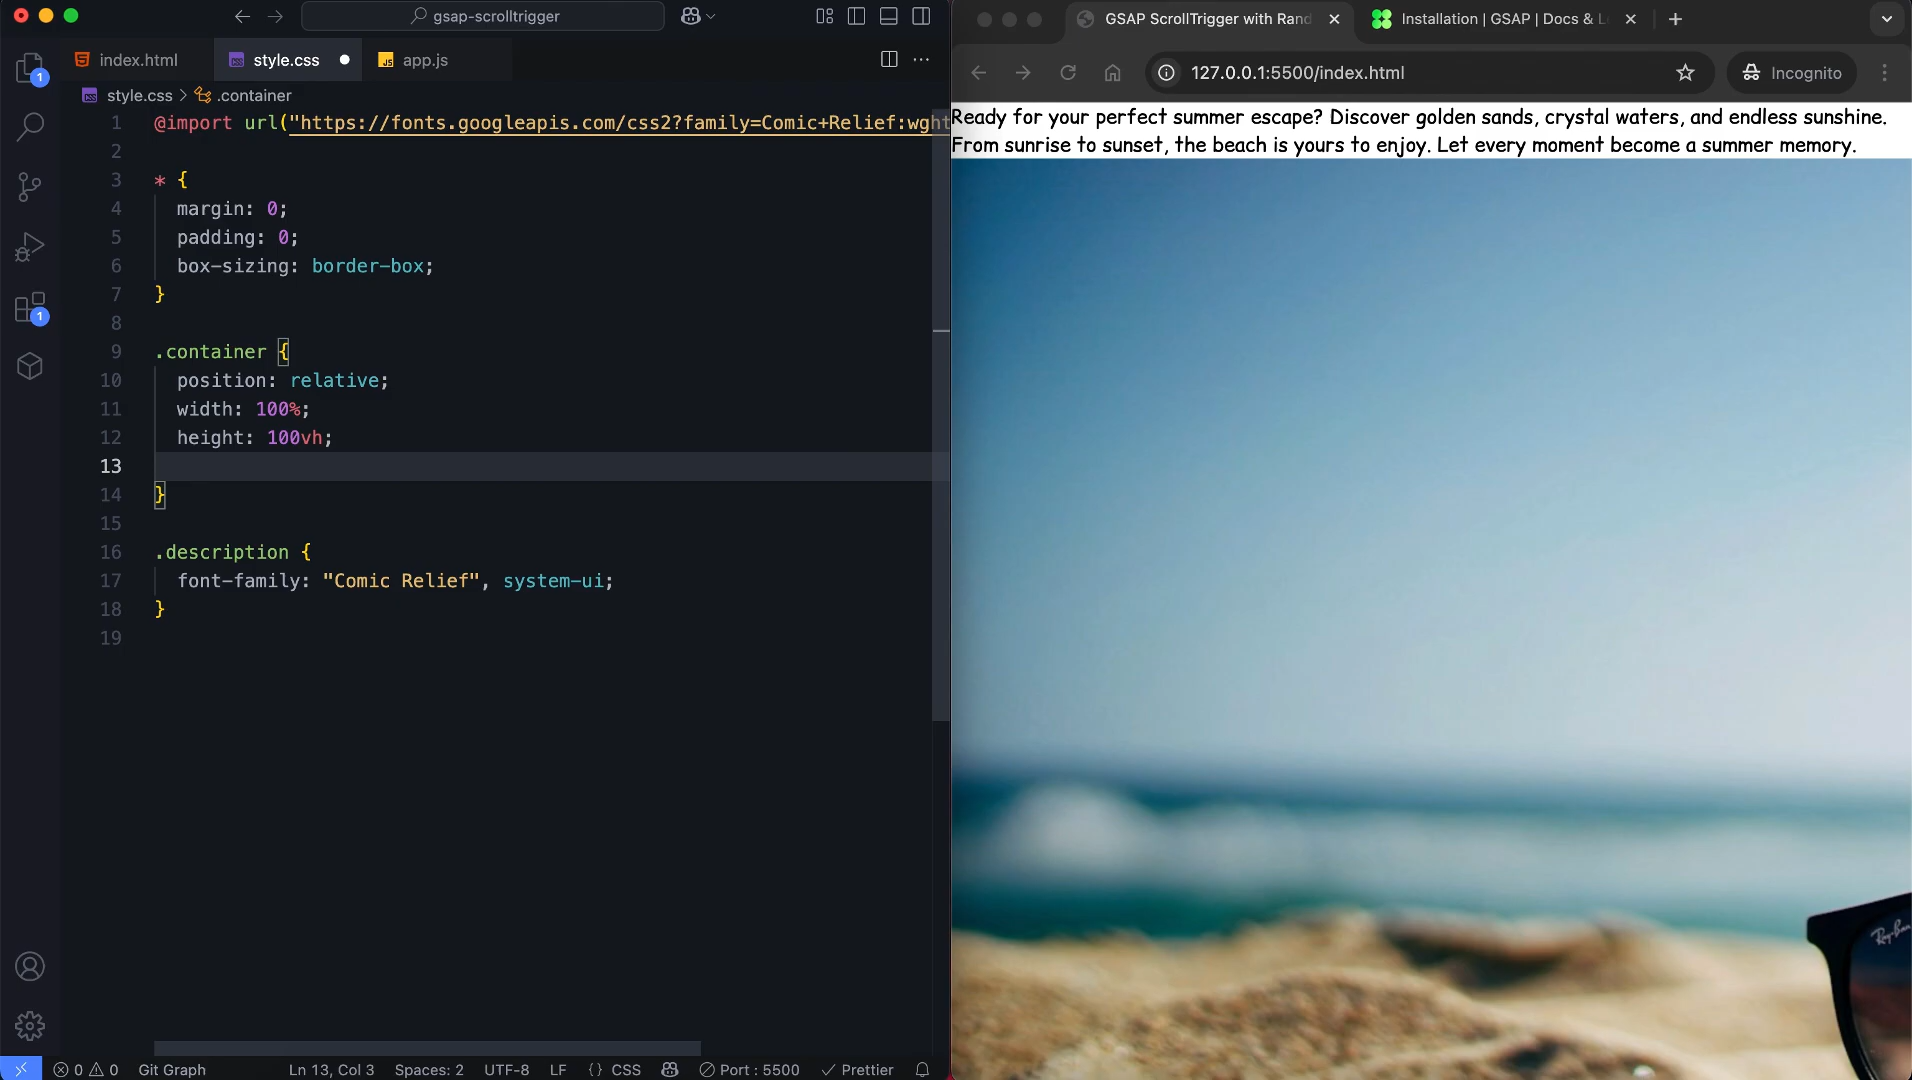 gsap-scrolltrigger
index.html
style.css
app.js
style.css > .container
1 @import url("https://fonts.googleapis.com/css2?family=Comic+Relief:wght
2
3 * {
4 margin: 0;
5 padding: 0;
6 box-sizing: border-box;
7 }
8
9 .container {
10 position: relative;
11 width: 100%;
12 height: 100vh;
13
14 }
15
16 .description {
17 font-family: "Comic Relief", system-ui;
18 }
19
1
1
0 0 Git Graph Ln 13, Col 3 Spaces: 2 UTF-8 LF {} CSS Port : 5500 Prettier
GSAP ScrollTrigger with Rand
Installation | GSAP | Docs & L
127.0.0.1:5500/index.html
Incognito
Ready for your perfect summer escape? Discover golden sands, crystal waters, and endless sunshine.
From sunrise to sunset, the beach is yours to enjoy. Let every moment become a summer memory.
Ray-Ban